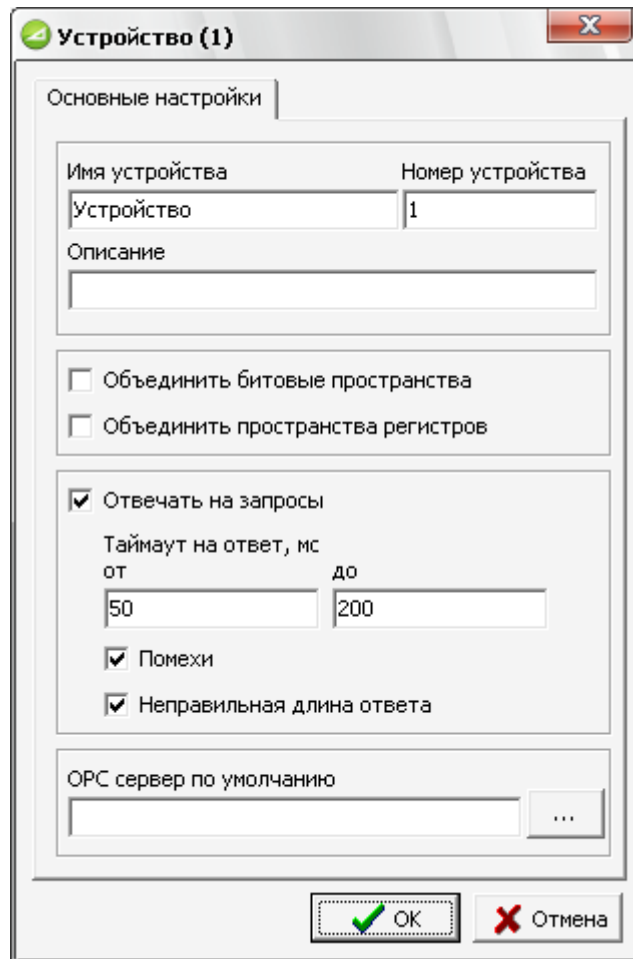 Устройство (1)
Основные настройки
Имя устройства Номер устройства
Устройство 1
Описание
Объединить битовые пространства
Объединить пространства регистров
Отвечать на запросы
Таймаут на ответ, мс
от до
50 200
Помехи
Неправильная длина ответа
OPC сервер по умолчанию
...
OK Отмена